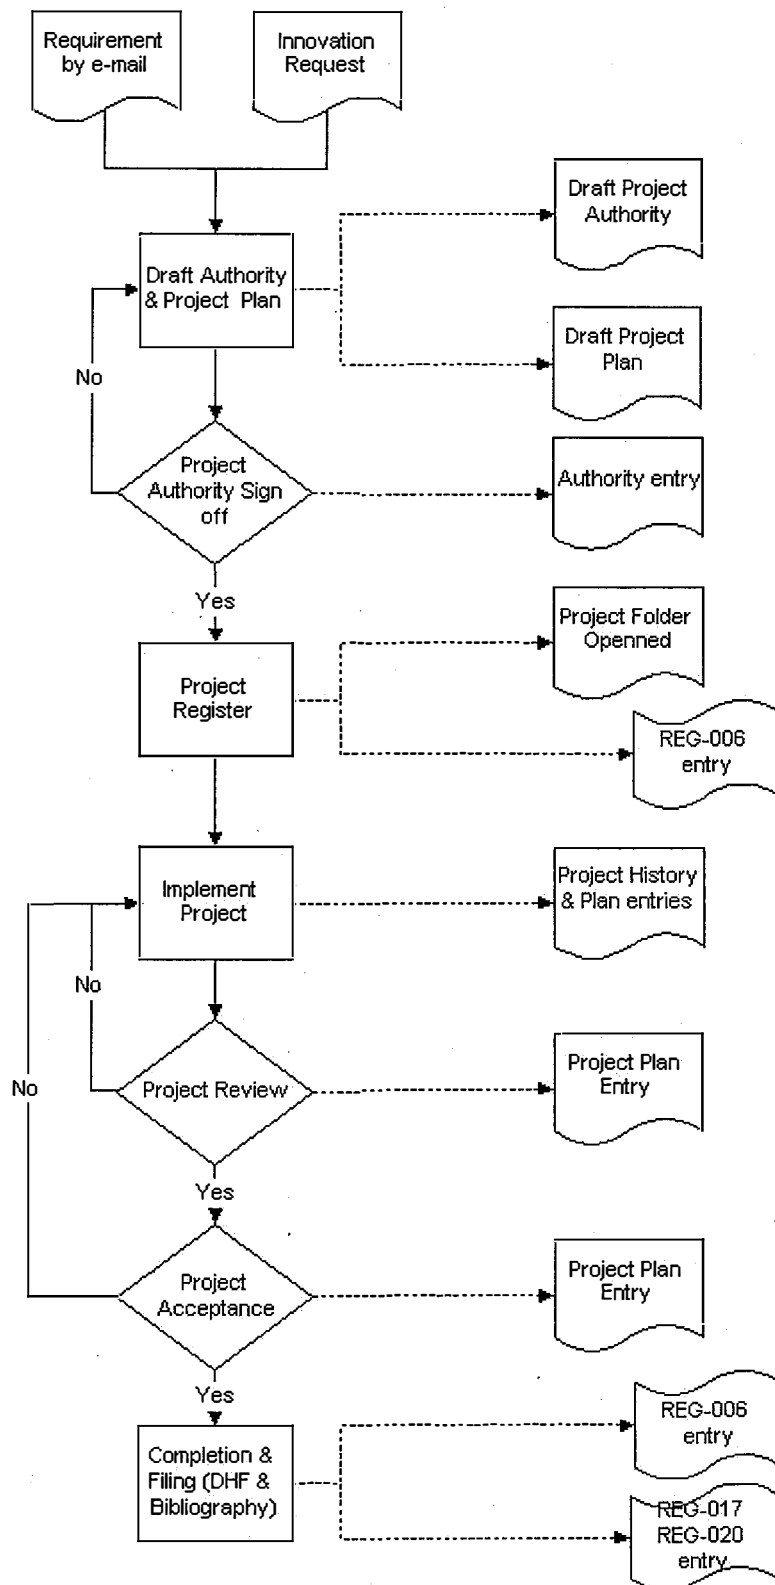 Requirement
by e-mail
Innovation
Request
Draft Project
Authority
Draft Authority
& Project Plan
Draft Project
Plan
No
Project
Authority Sign
off
Authority entry
Yes
Project Folder
Openned
Project
Register
REG-006
entry
Implement
Project
Project History
& Plan entries
No
Project Review
Project Plan
Entry
No
Yes
Project
Acceptance
Project Plan
Entry
Yes
REG-006
entry
Completion &
Filing (DHF &
Bibliography)
REG-017
REG-020
entry